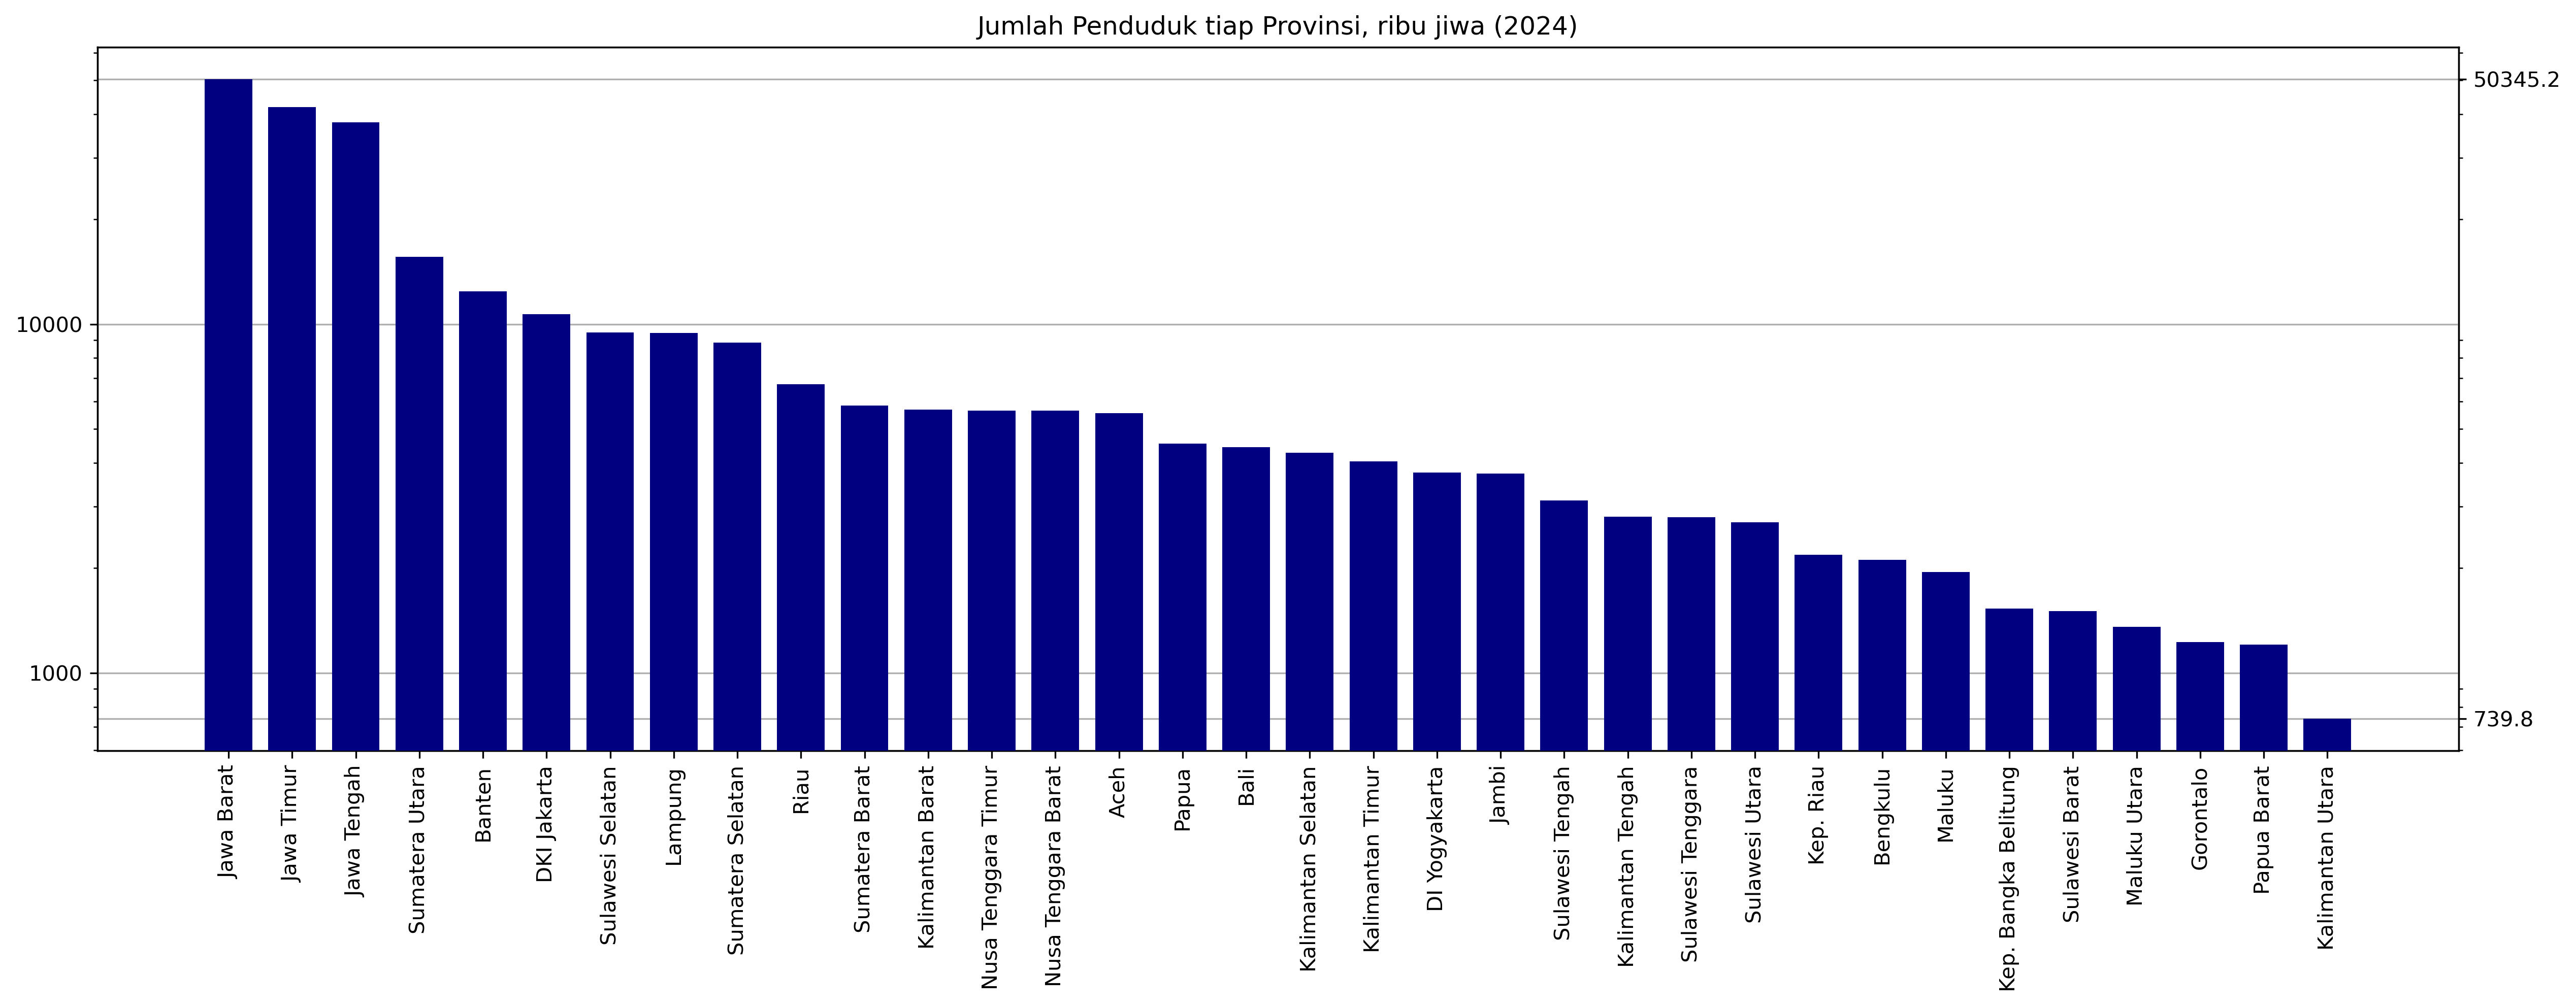 Jumlah Penduduk tiap Provinsi, ribu jiwa (2024)
50345.2
10000
1000
739.8
Jawa Barat
Jawa Timur
Jawa Tengah
Sumatera Utara
Banten
DKI Jakarta
Sulawesi Selatan
Lampung
Sumatera Selatan
Riau
Sumatera Barat
Kalimantan Barat
Nusa Tenggara Timur
Nusa Tenggara Barat
Aceh
Papua
Bali
Kalimantan Selatan
Kalimantan Timur
DI Yogyakarta
Jambi
Sulawesi Tengah
Kalimantan Tengah
Sulawesi Tenggara
Sulawesi Utara
Kep. Riau
Bengkulu
Maluku
Kep. Bangka Belitung
Sulawesi Barat
Maluku Utara
Gorontalo
Papua Barat
Kalimantan Utara